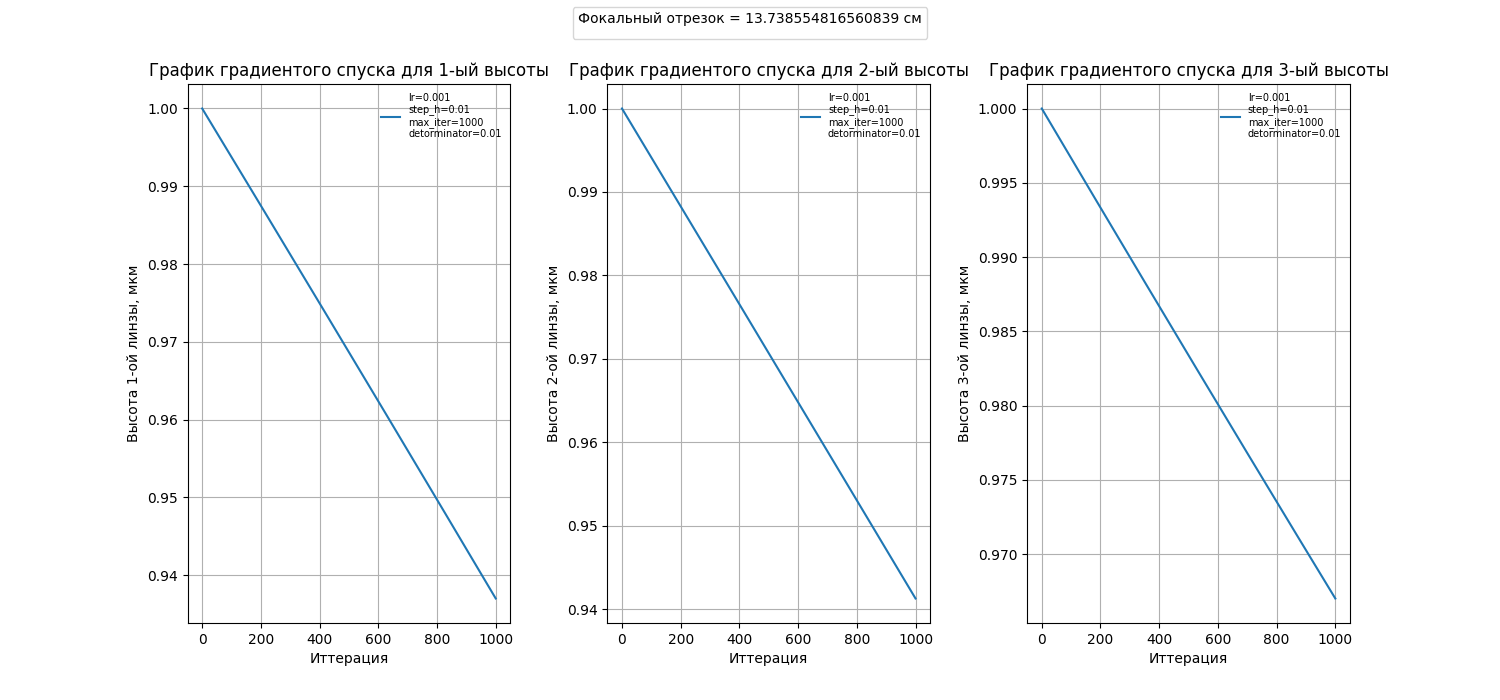 Фокальный отрезок = 13.738554816560839 см
График градиентого спуска для 1-ый высоты
График градиентого спуска для 2-ый высоты
График градиентого спуска для 3-ый высоты
lr=0.001
step_h=0.01
max_iter=1000
detorminator=0.01
1.00
0.99
0.98
0.97
0.96
0.95
0.94
Высота 1-ой линзы, мкм
0
200
400
600
800
1000
Иттерация
lr=0.001
step_h=0.01
max_iter=1000
detorminator=0.01
1.00
0.99
0.98
0.97
0.96
0.95
0.94
Высота 2-ой линзы, мкм
0
200
400
600
800
1000
Иттерация
lr=0.001
step_h=0.01
max_iter=1000
detorminator=0.01
1.000
0.995
0.990
0.985
0.980
0.975
0.970
Высота 3-ой линзы, мкм
0
200
400
600
800
1000
Иттерация